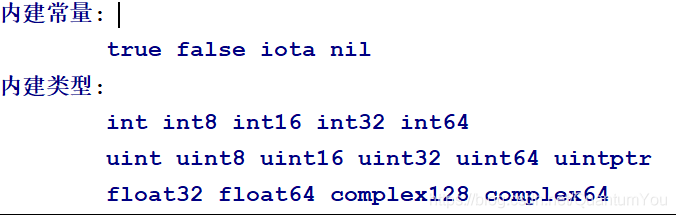 内建常量:
true false iota nil
内建类型:
int int8 int16 int32 int64
uint uint8 uint16 uint32 uint64 uintptr
float32 float64 complex128 complex64